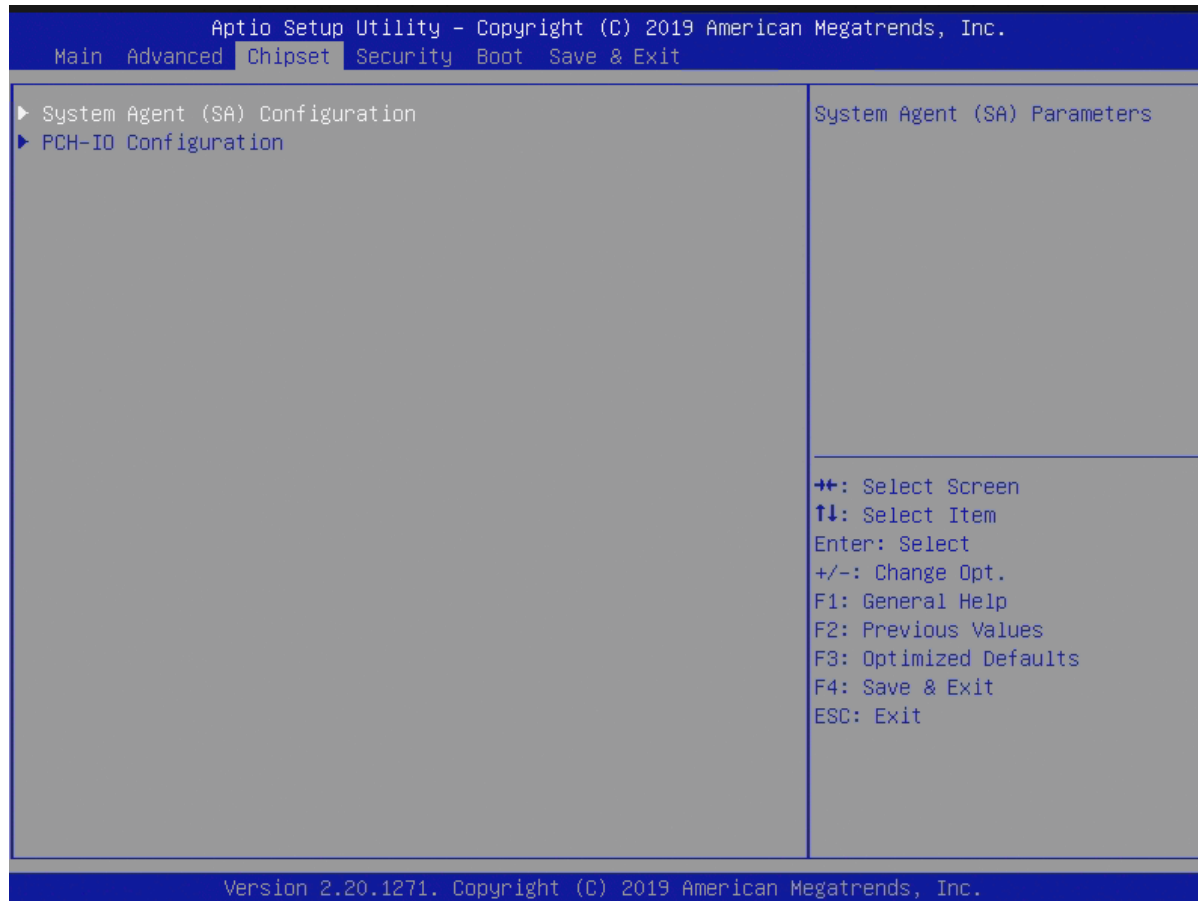 Aptio Setup Utility – Copyright (C) 2019 American Megatrends, Inc.
Main Advanced Chipset Security Boot Save & Exit
▶ System Agent (SA) Configuration
▶ PCH-IO Configuration
System Agent (SA) Parameters
→←: Select Screen
↑↓: Select Item
Enter: Select
+/-: Change Opt.
F1: General Help
F2: Previous Values
F3: Optimized Defaults
F4: Save & Exit
ESC: Exit
Version 2.20.1271. Copyright (C) 2019 American Megatrends, Inc.